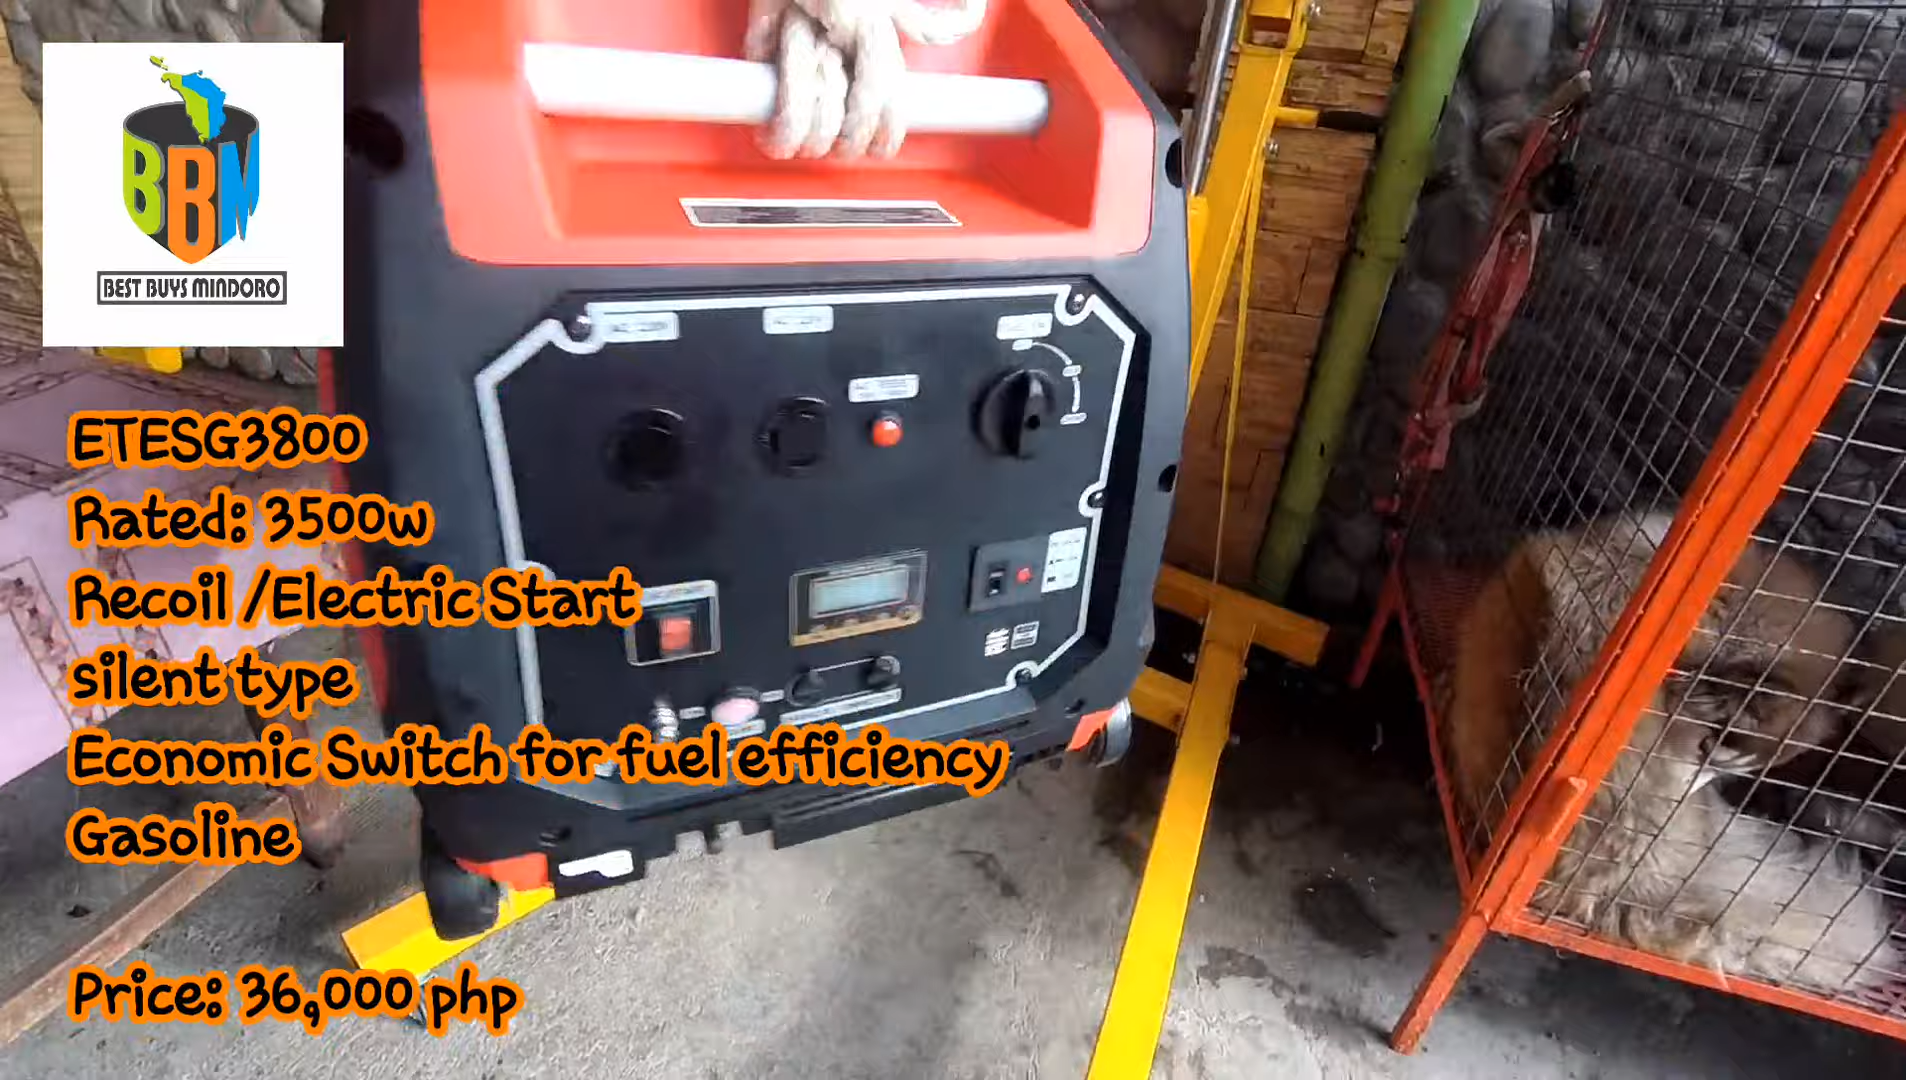 BBM
BEST BUYS MINDORO
ETESG3800
Rated: 3500w
Recoil /Electric Start
silent type
Economic Switch for fuel efficiency
Gasoline
Price: 36,000 php